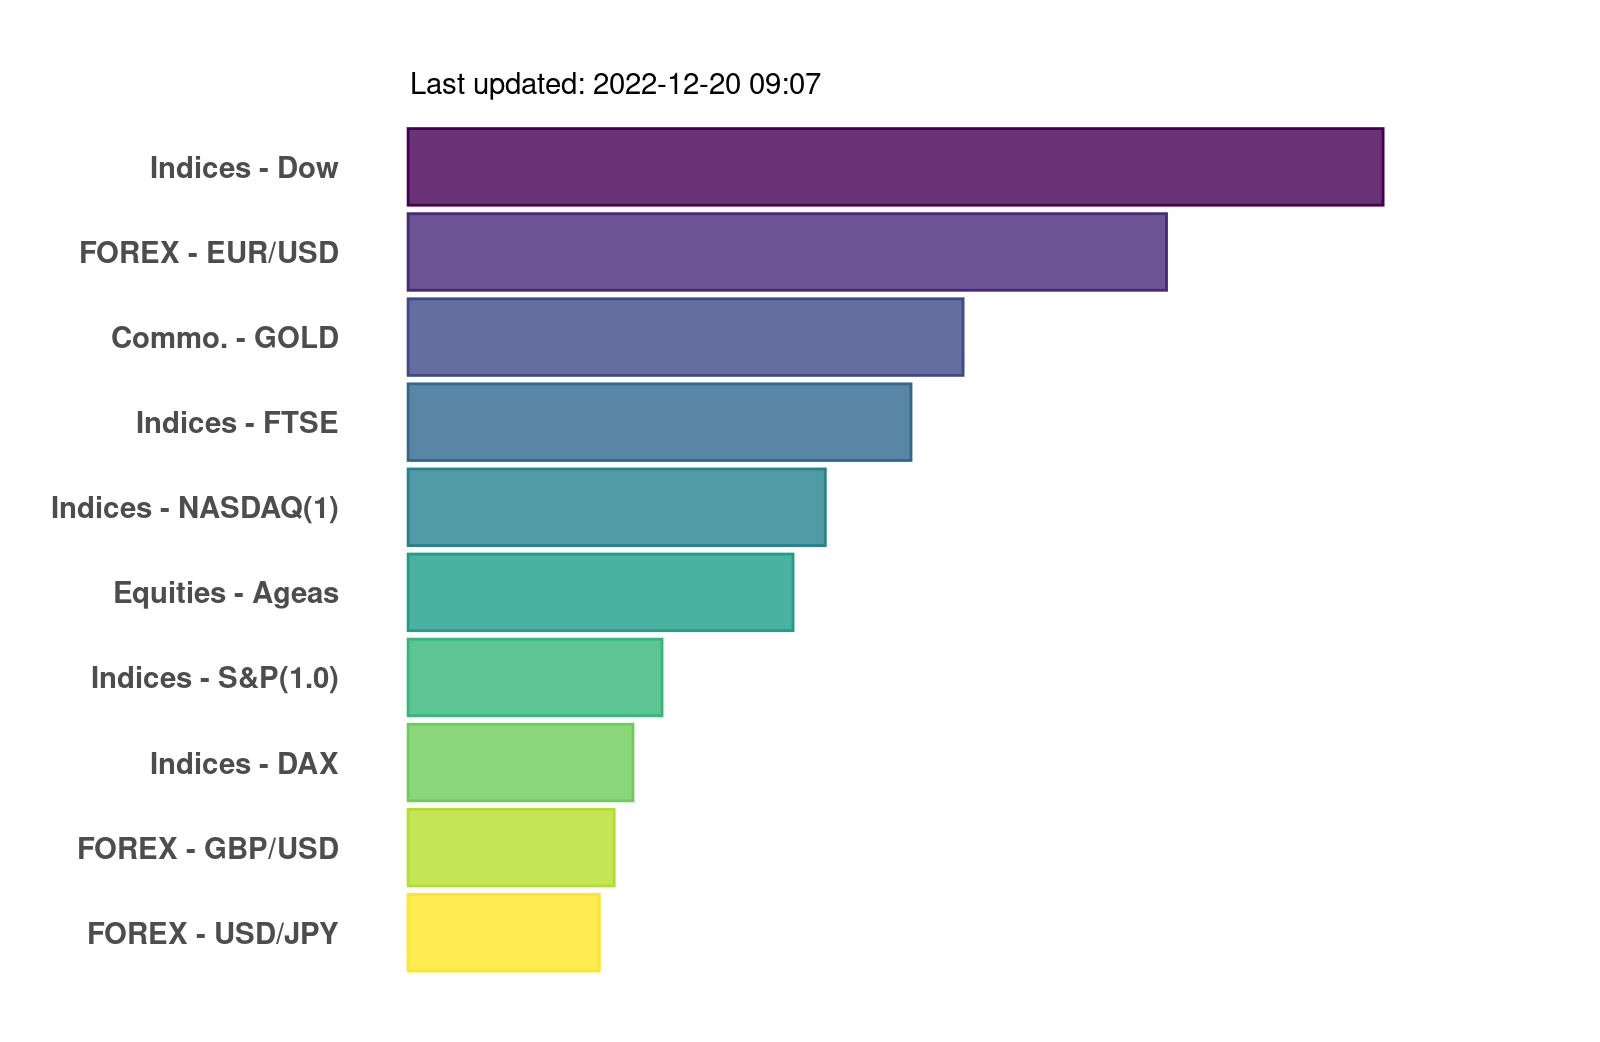 Last updated: 2022-12-20 09:07
Indices - Dow
FOREX - EUR/USD
Commo. - GOLD
Indices - FTSE
Indices - NASDAQ(1)
Equities - Ageas
Indices - S&P(1.0)
Indices - DAX
FOREX - GBP/USD
FOREX - USD/JPY